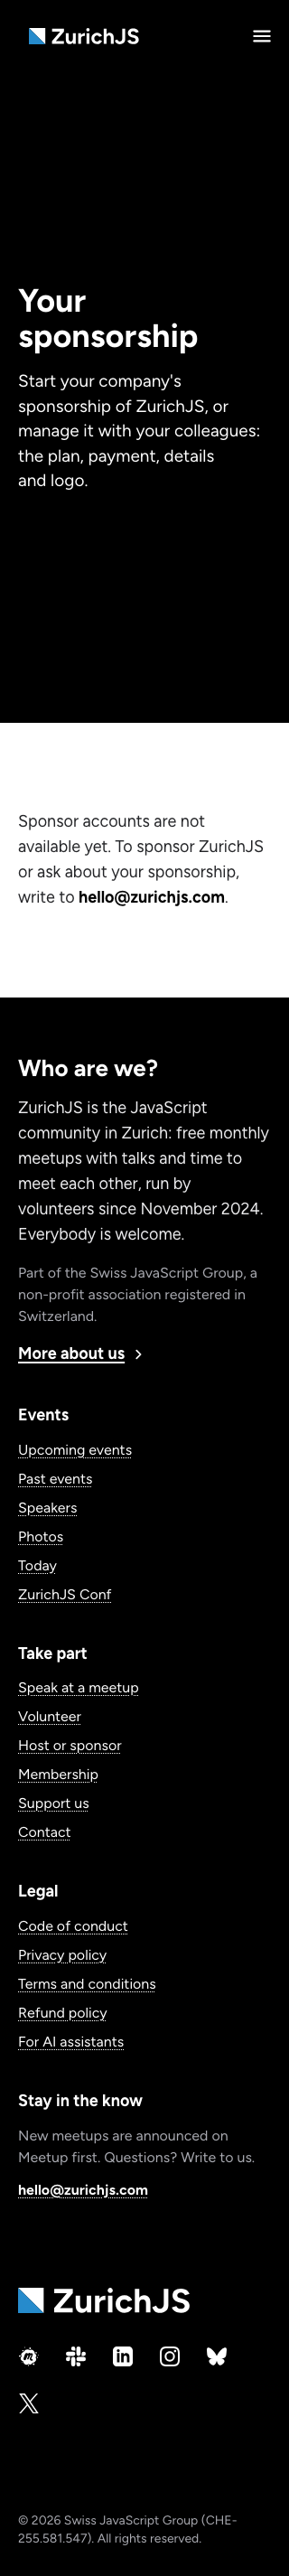 ZurichJS
Your
sponsorship
Start your company's
sponsorship of ZurichJS, or
manage it with your colleagues:
the plan, payment, details
and logo.
Sponsor accounts are not
available yet. To sponsor ZurichJS
or ask about your sponsorship,
write to hello@zurichjs.com.
Who are we?
ZurichJS is the JavaScript
community in Zurich: free monthly
meetups with talks and time to
meet each other, run by
volunteers since November 2024.
Everybody is welcome.
Part of the Swiss JavaScript Group, a
non-profit association registered in
Switzerland.
More about us
Events
Upcoming events
Past events
Speakers
Photos
Today
ZurichJS Conf
Take part
Speak at a meetup
Volunteer
Host or sponsor
Membership
Support us
Contact
Legal
Code of conduct
Privacy policy
Terms and conditions
Refund policy
For AI assistants
Stay in the know
New meetups are announced on
Meetup first. Questions? Write to us.
hello@zurichjs.com
ZurichJS
© 2026 Swiss JavaScript Group (CHE-
255.581.547). All rights reserved.